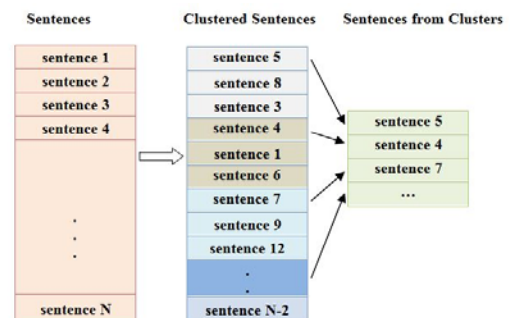 Sentences
sentence 1
sentence 2
sentence 3
sentence 4
.
.
.
sentence N
Clustered Sentences
sentence 5
sentence 8
sentence 3
sentence 4
sentence 1
sentence 6
sentence 7
sentence 9
sentence 12
.
.
sentence N-2
Sentences from Clusters
sentence 5
sentence 4
sentence 7
...